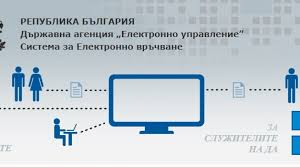 РЕПУБЛИКА БЪЛГАРИЯ
Държавна агенция „Електронно управление"
Система за Електронно връчване
ЗА
СЛУЖИТЕЛИТЕ
НА ДА